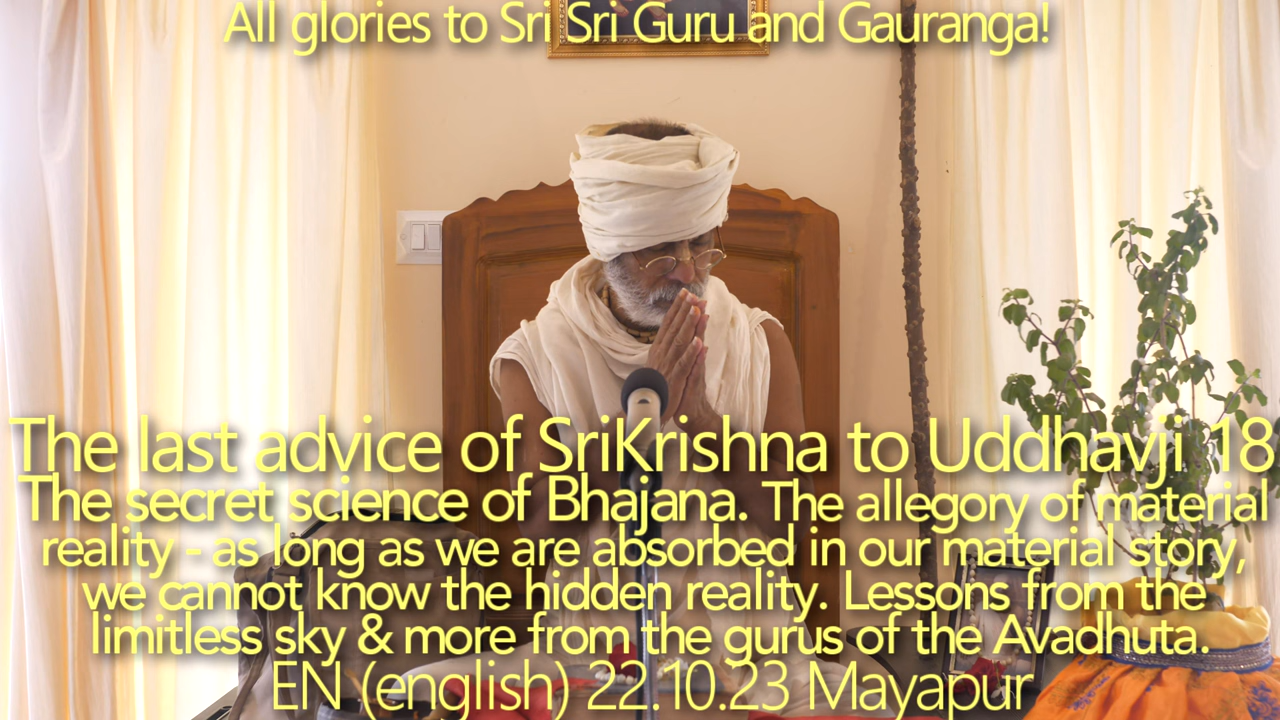 All glories to Sri Sri Guru and Gauranga!
The last advice of SriKrishna to Uddhavji 18
The secret science of Bhajana. The allegory of material
reality - as long as we are absorbed in our material story,
we cannot know the hidden reality. Lessons from the
limitless sky & more from the gurus of the Avadhuta.
EN (english) 22.10.23 Mayapur